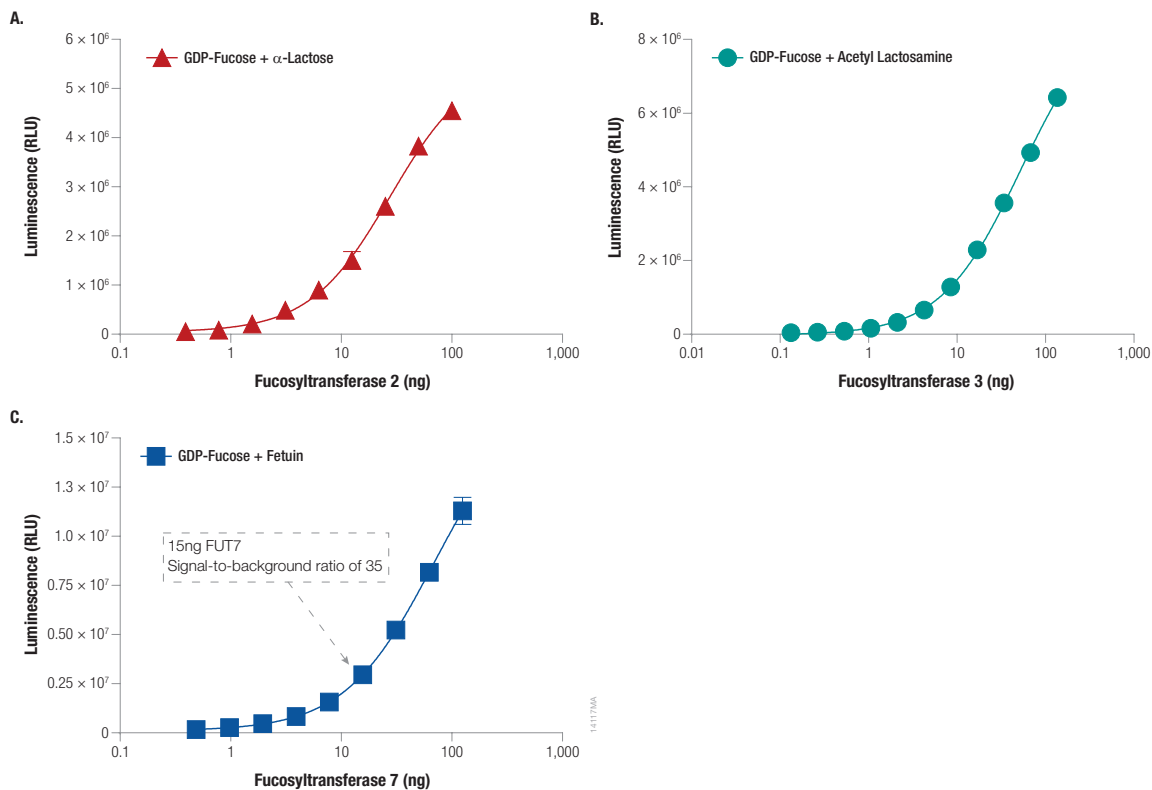 A.
6 × 10⁶
5 × 10⁶
4 × 10⁶
3 × 10⁶
2 × 10⁶
1 × 10⁶
0
Luminescence (RLU)
GDP-Fucose + α-Lactose
0.1 1 10 100 1,000
Fucosyltransferase 2 (ng)
B.
8 × 10⁶
6 × 10⁶
4 × 10⁶
2 × 10⁶
0
Luminescence (RLU)
GDP-Fucose + Acetyl Lactosamine
0.01 0.1 1 10 100 1,000
Fucosyltransferase 3 (ng)
C.
1.5 × 10⁷
1.3 × 10⁷
1.0 × 10⁷
0.75 × 10⁷
0.50 × 10⁷
0.25 × 10⁷
0
Luminescence (RLU)
GDP-Fucose + Fetuin
15ng FUT7
Signal-to-background ratio of 35
0.1 1 10 100 1,000
Fucosyltransferase 7 (ng)
14117MA